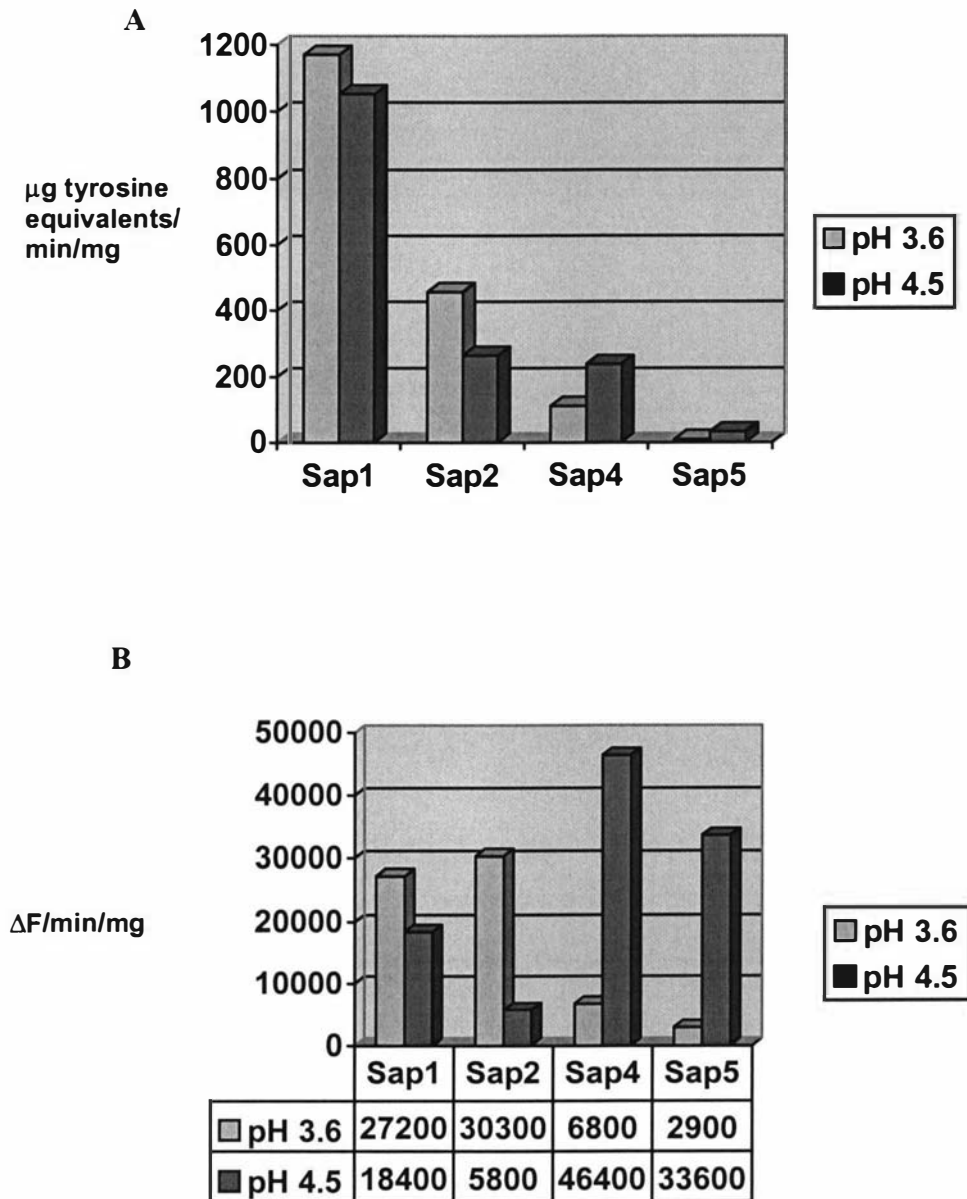 A
1200
1000
800
600
400
200
0
μg tyrosine
equivalents/
min/mg
Sap1 Sap2 Sap4 Sap5
pH 3.6
pH 4.5
B
50000
40000
30000
20000
10000
0
ΔF/min/mg
pH 3.6
pH 4.5
Sap1 Sap2 Sap4 Sap5
pH 3.6 27200 30300 6800 2900
pH 4.5 18400 5800 46400 33600